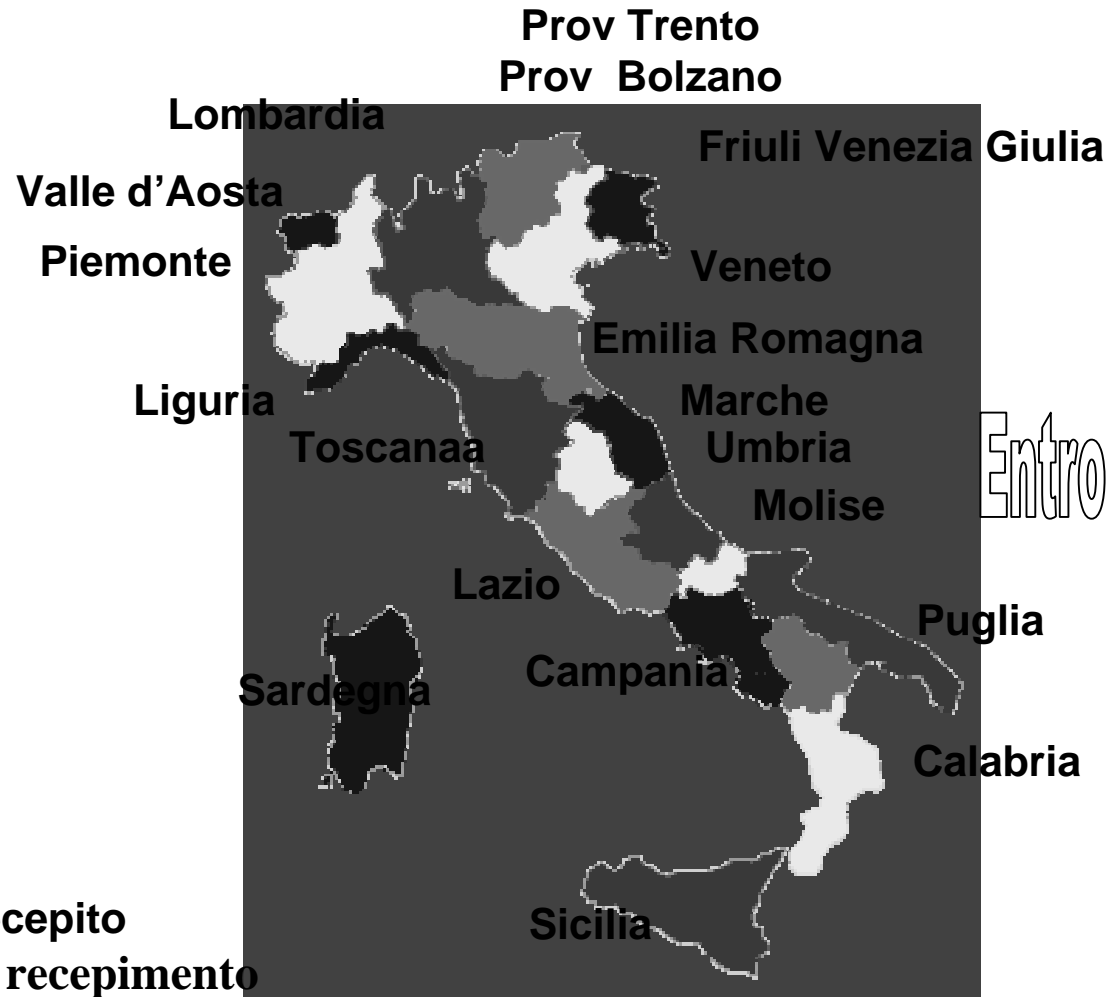 Prov Trento
Prov Bolzano
Lombardia
Friuli Venezia Giulia
Valle d’Aosta
Piemonte
Veneto
Emilia Romagna
Liguria
Marche
Toscanaa
Umbria
Entro
Molise
Lazio
Puglia
Campania
Sardegna
Calabria
Sicilia
cepito
recepimento